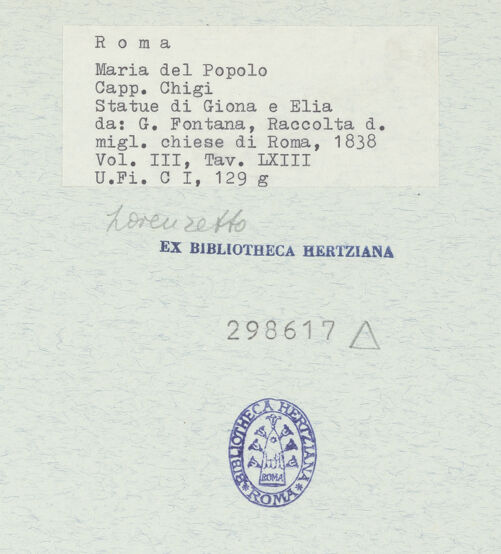 R o m a
Maria del Popolo
Capp. Chigi
Statue di Giona e Elia
da: G. Fontana, Raccolta d.
migl. chiese di Roma, 1838
Vol. III, Tav. LXIII
U.Fi. C I, 129 g
Lorenzetto
EX BIBLIOTHECA HERTZIANA
298617 △
*BIBLIOTHECA HERTZIANA*
ROMA
ROMA